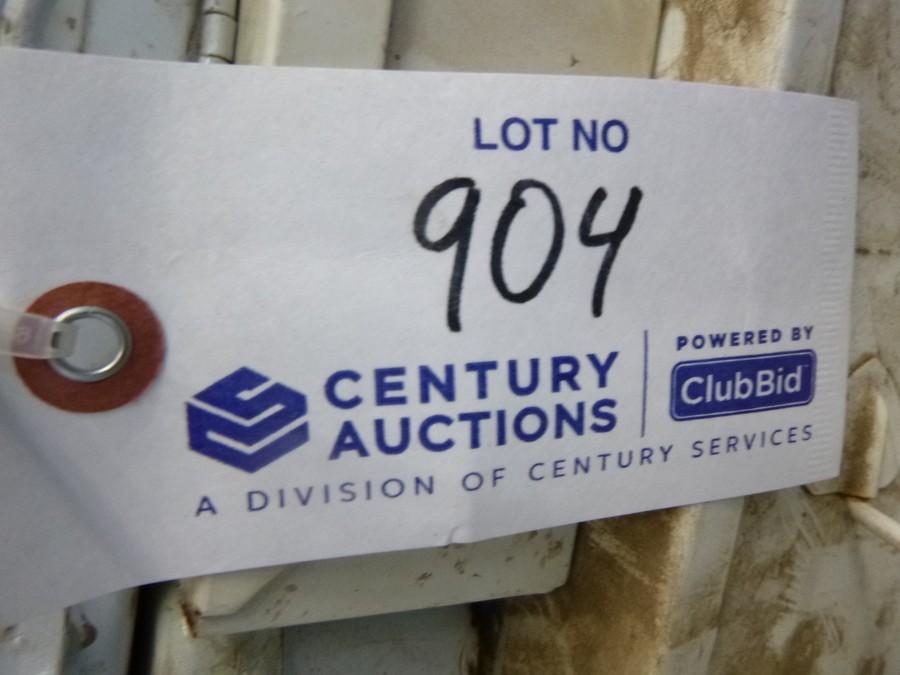 LOT NO
904
CENTURY
AUCTIONS
POWERED BY
ClubBid
A DIVISION OF CENTURY SERVICES